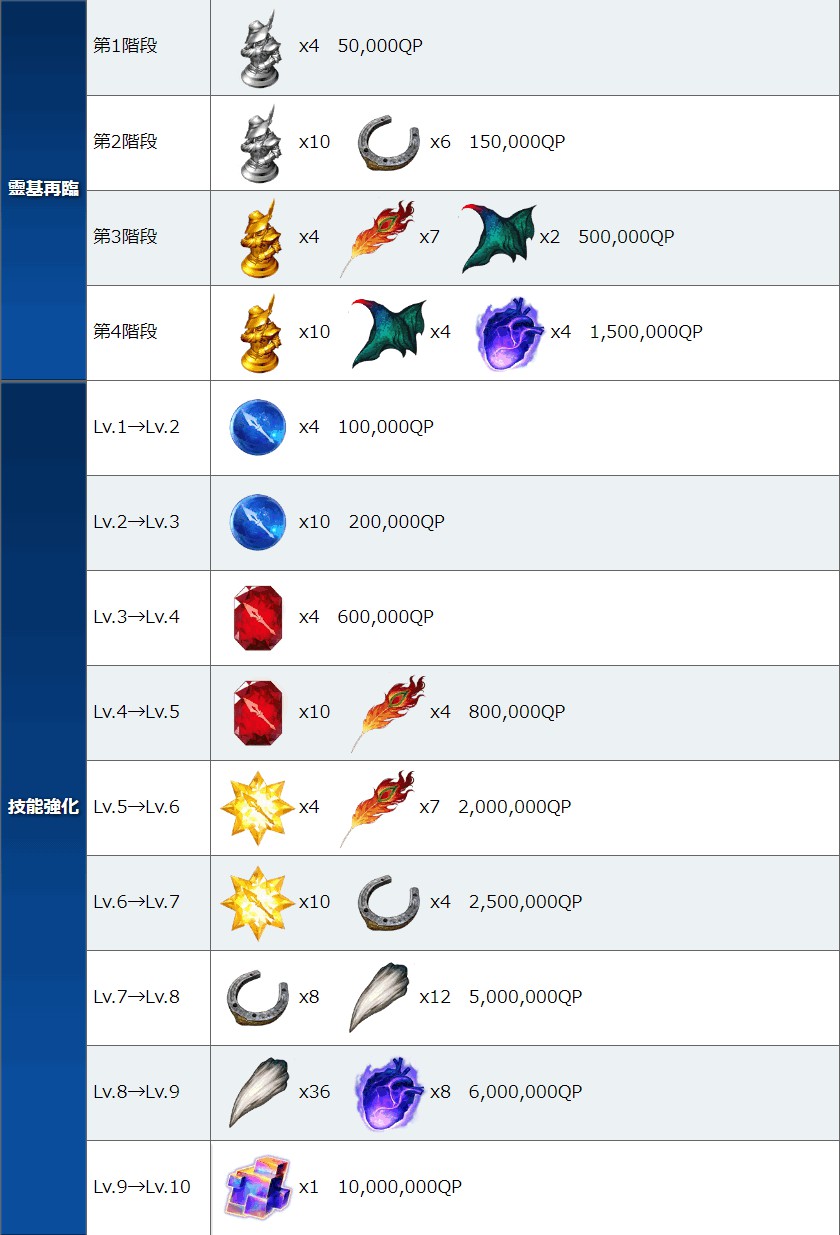 靈基再臨
第1階段 x4 50,000QP
第2階段 x10 x6 150,000QP
第3階段 x4 x7 x2 500,000QP
第4階段 x10 x4 x4 1,500,000QP
技能強化
Lv.1→Lv.2 x4 100,000QP
Lv.2→Lv.3 x10 200,000QP
Lv.3→Lv.4 x4 600,000QP
Lv.4→Lv.5 x10 x4 800,000QP
Lv.5→Lv.6 x4 x7 2,000,000QP
Lv.6→Lv.7 x10 x4 2,500,000QP
Lv.7→Lv.8 x8 x12 5,000,000QP
Lv.8→Lv.9 x36 x8 6,000,000QP
Lv.9→Lv.10 x1 10,000,000QP